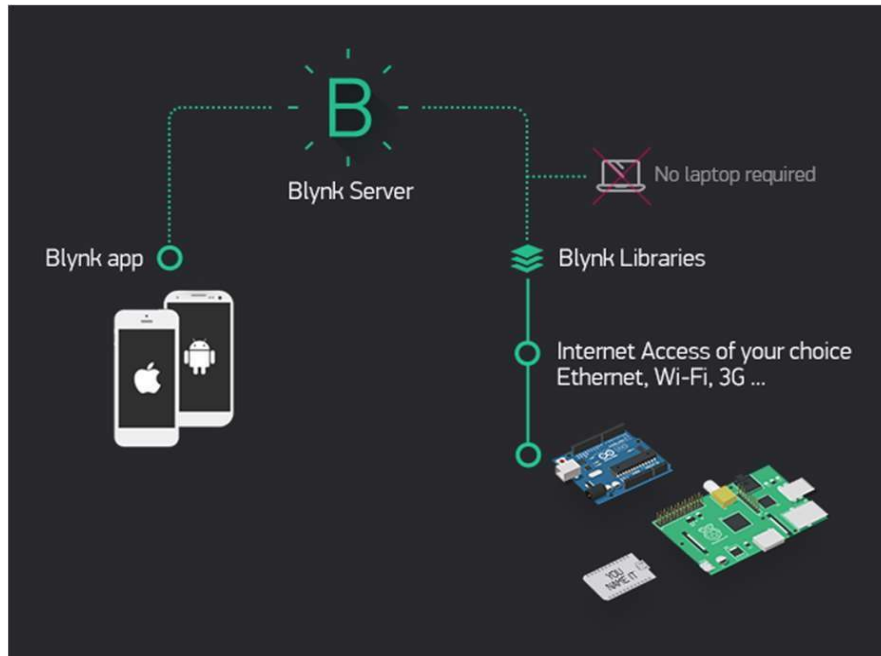 B
Blynk Server
No laptop required
Blynk app
Blynk Libraries
Internet Access of your choice
Ethernet, Wi-Fi, 3G ...
YOU
NAME IT